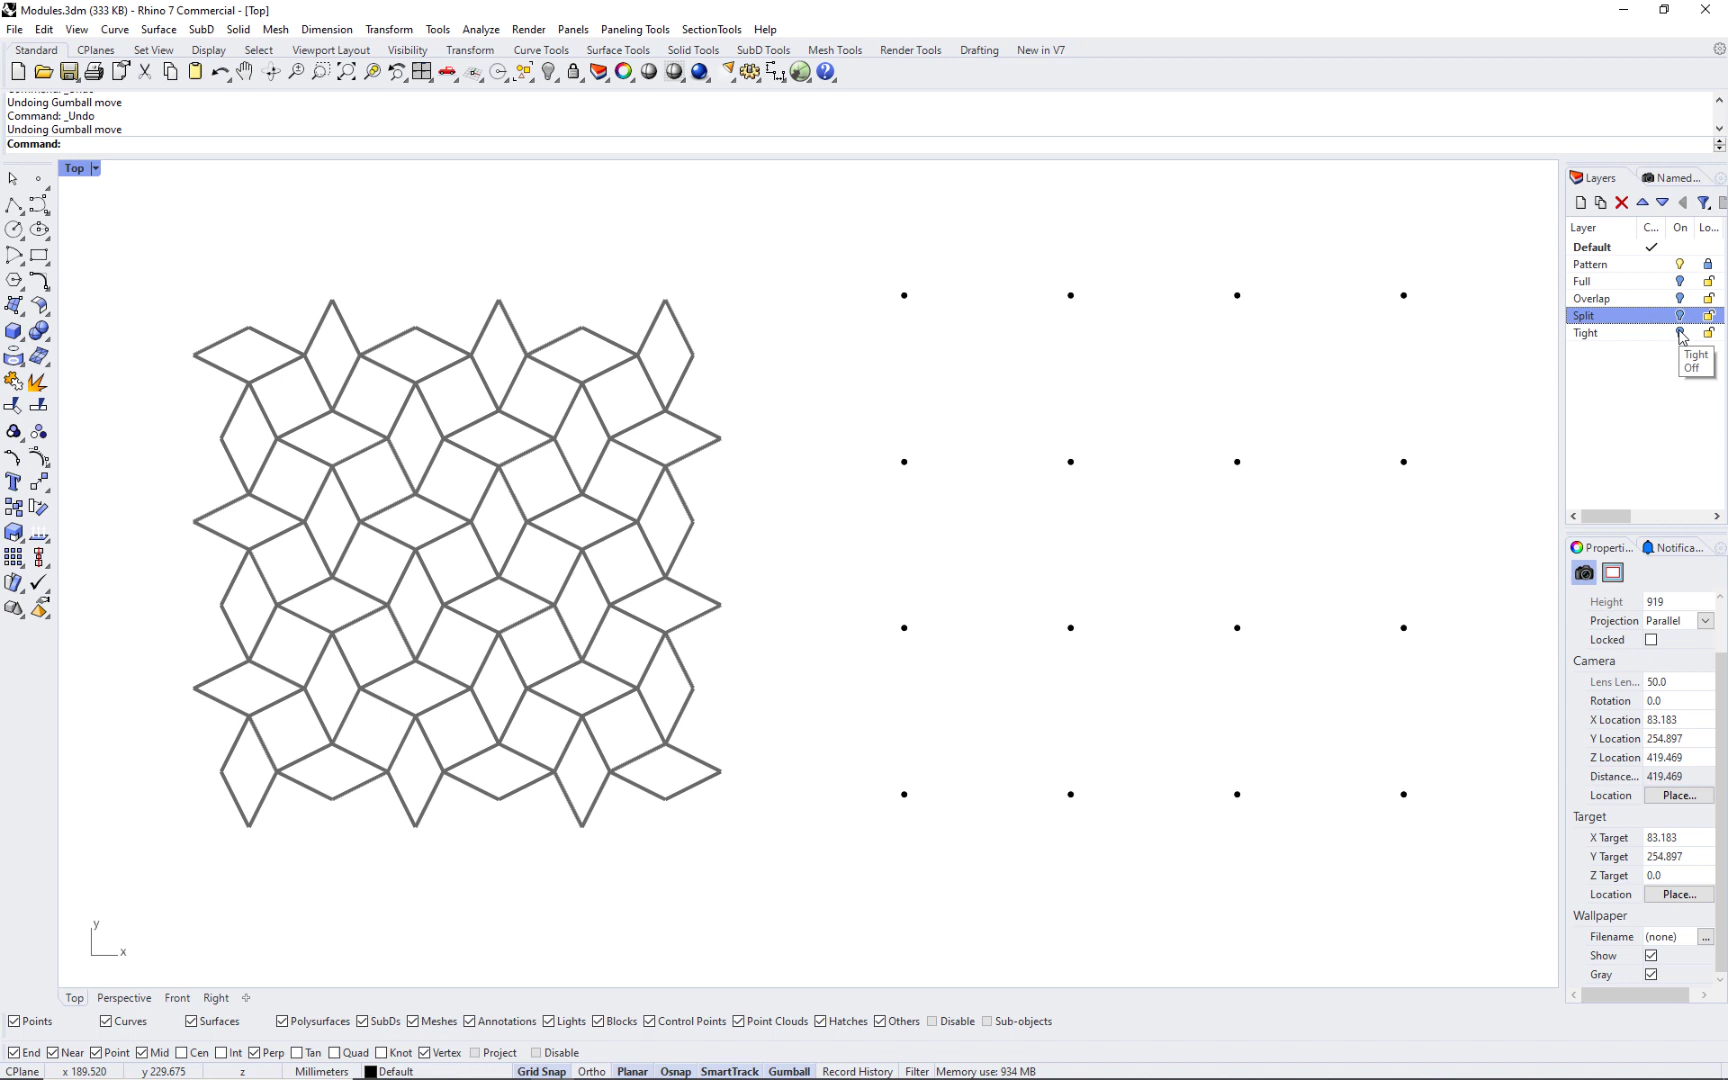 Modules.3dm (333 KB) - Rhino 7 Commercial - [Top]
File Edit View Curve Surface SubD Solid Mesh Dimension Transform Tools Analyze Render Panels Paneling Tools SectionTools Help
Standard CPlanes Set View Display Select Viewport Layout Visibility Transform Curve Tools Surface Tools Solid Tools SubD Tools Mesh Tools Render Tools Drafting New in V7
Undoing Gumball move
Command: _Undo
Undoing Gumball move
Command:
Top
Layers Named...
Layer C... On Lo...
Default
Pattern
Full
Overlap
Split
Tight
Tight
Off
Properti... Notifica...
Height 919
Projection Parallel
Locked
Camera
Lens Len... 50.0
Rotation 0.0
X Location 83.183
Y Location 254.897
Z Location 419.469
Distance... 419.469
Location Place...
Target
X Target 83.183
Y Target 254.897
Z Target 0.0
Location Place...
Wallpaper
Filename (none) ...
Show
Gray
y
x
Top Perspective Front Right
Points Curves Surfaces Polysurfaces SubDs Meshes Annotations Lights Blocks Control Points Point Clouds Hatches Others Disable Sub-objects
End Near Point Mid Cen Int Perp Tan Quad Knot Vertex Project Disable
CPlane x 189.520 y 229.675 z Millimeters Default Grid Snap Ortho Planar Osnap SmartTrack Gumball Record History Filter Memory use: 934 MB